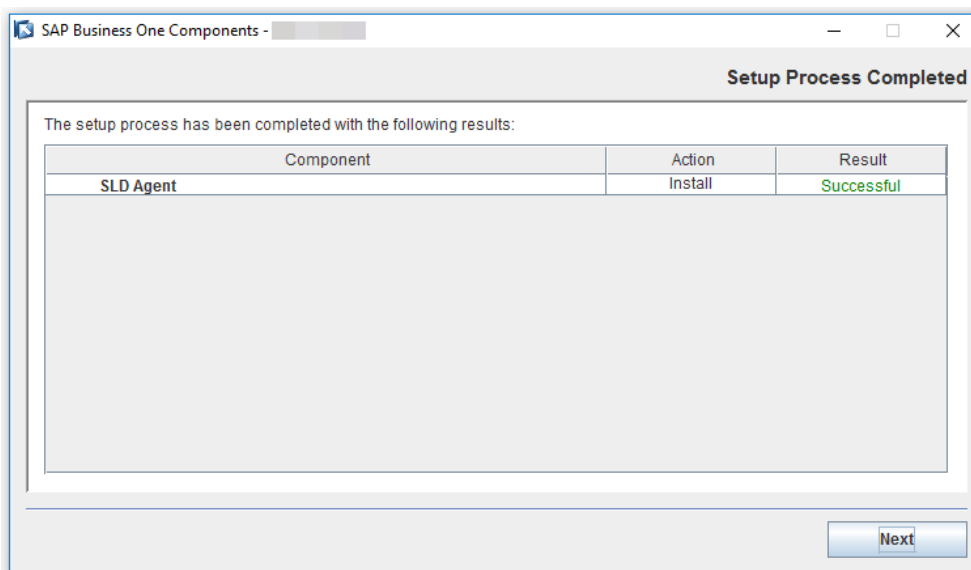 SAP Business One Components -
Setup Process Completed
The setup process has been completed with the following results:
Component Action Result
SLD Agent Install Successful
Next